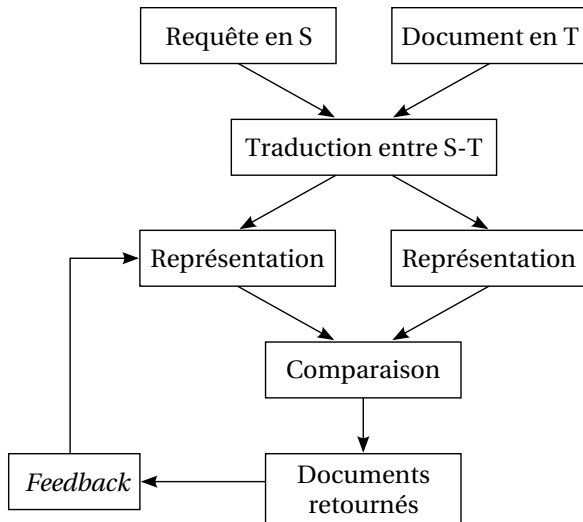 Requête en S
Document en T
Traduction entre S-T
Représentation
Représentation
Comparaison
Feedback
Documents
retournés